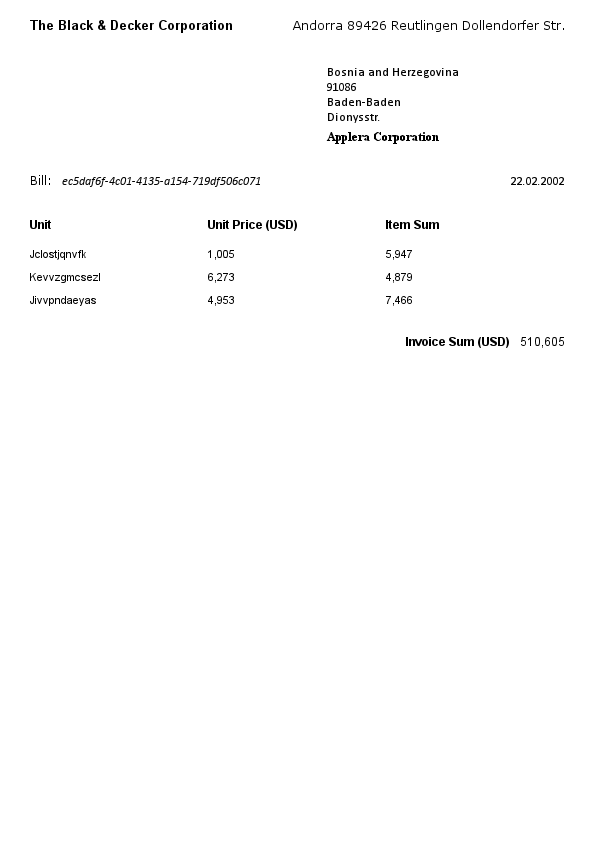 The Black & Decker Corporation Andorra 89426 Reutlingen Dollendorfer Str.
Bosnia and Herzegovina
91086
Baden-Baden
Dionysstr.
Applera Corporation
Bill: ec5daf6f-4c01-4135-a154-719df506c071 22.02.2002
Unit Unit Price (USD) Item Sum
Jclostjqnvfk 1,005 5,947
Kevvzgmcsezl 6,273 4,879
Jivvpndaeyas 4,953 7,466
Invoice Sum (USD) 510,605